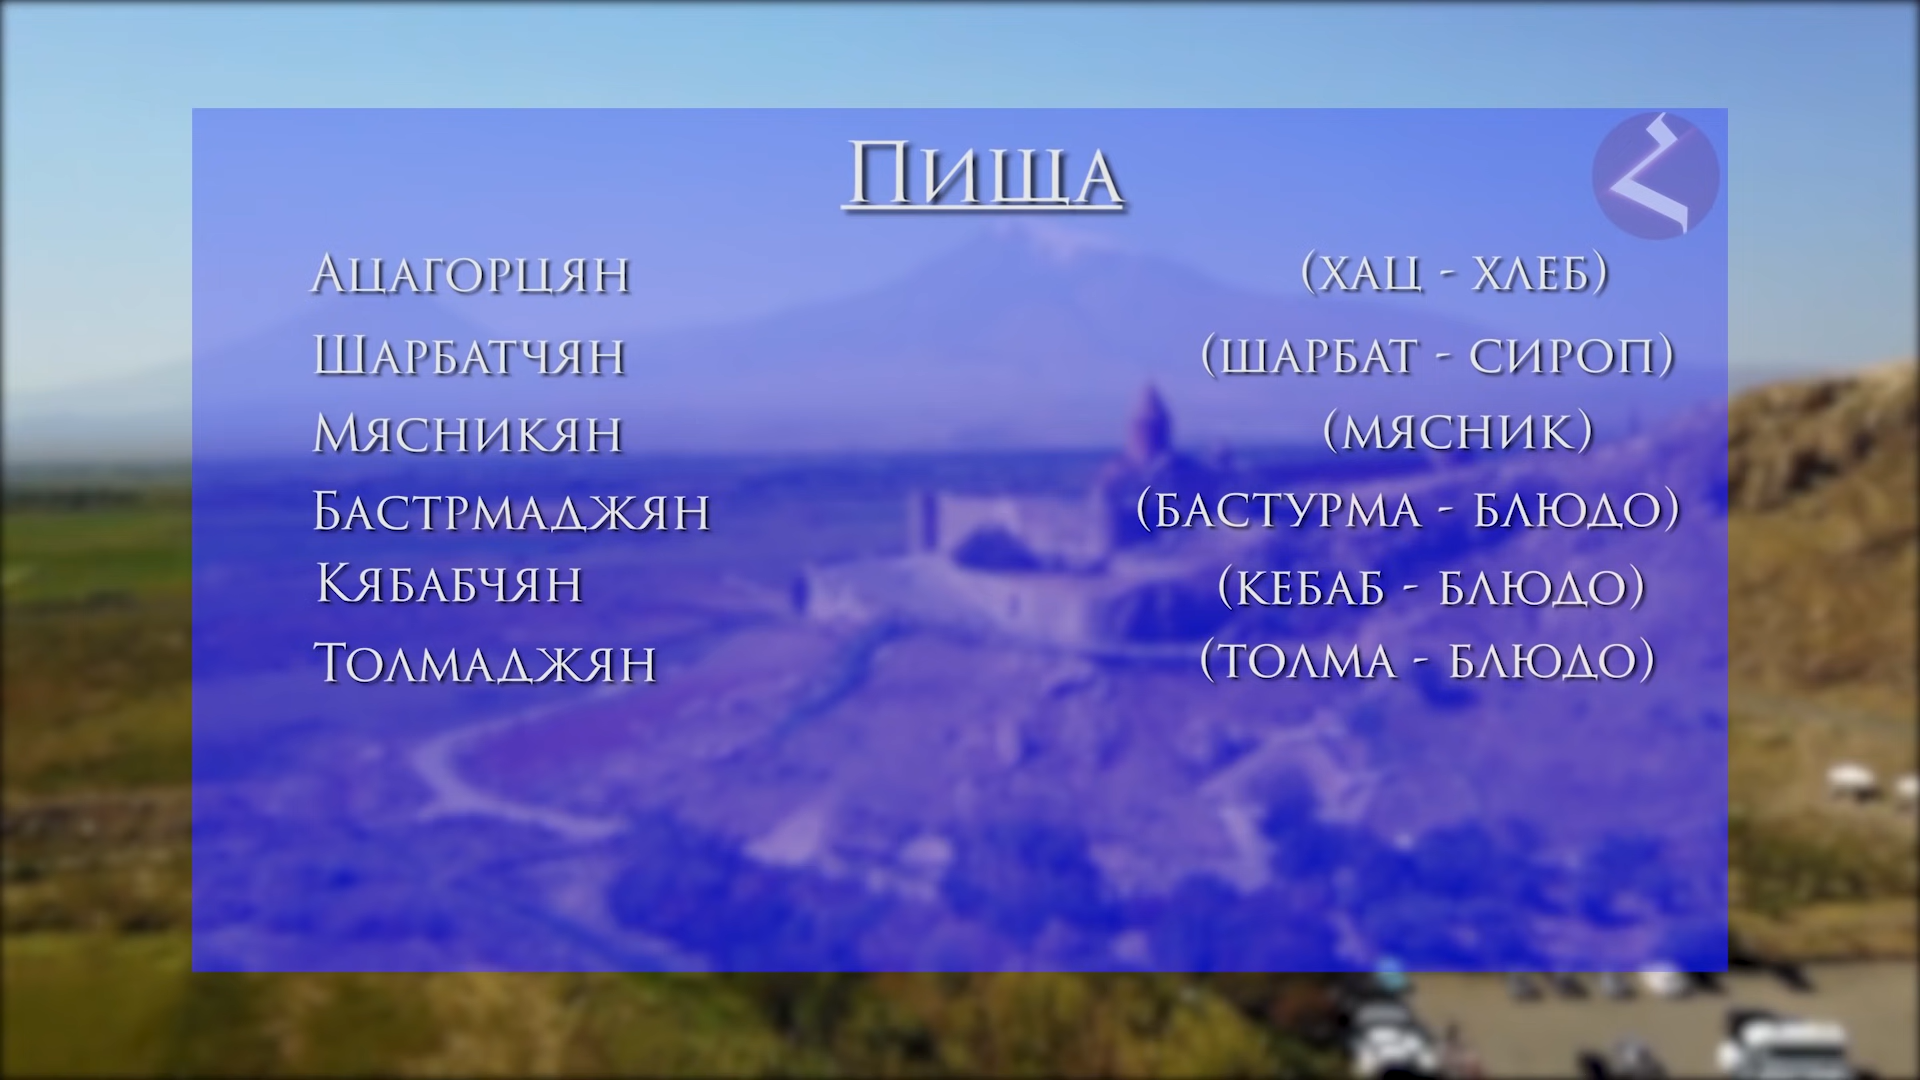 Пища
Ацагорцян (хац - хлеб)
Шарбатчян (шарбат - сироп)
Мясникян (мясник)
Бастрмаджян (бастурма - блюдо)
Кябабчян (кебаб - блюдо)
Толмаджян (толма - блюдо)